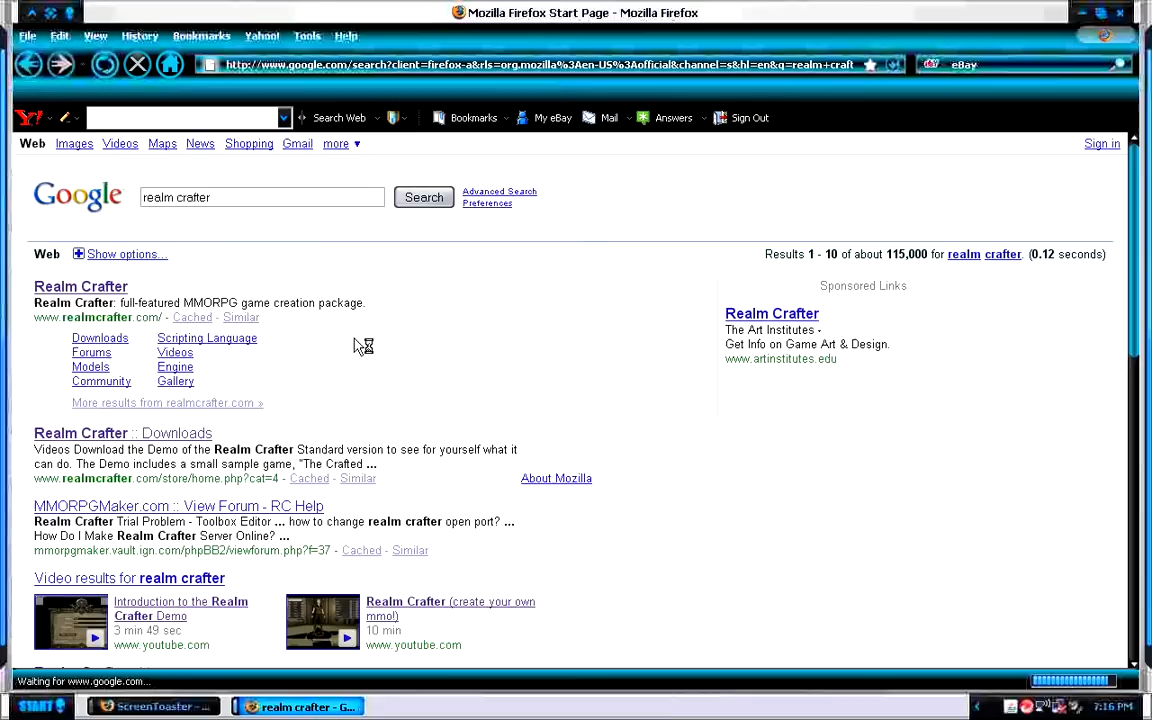 Mozilla Firefox Start Page - Mozilla Firefox
File Edit View History Bookmarks Yahoo! Tools Help
http://www.google.com/search?client=firefox-a&rls=org.mozilla%3Aen-US%3Aofficial&channel=s&hl=en&q=realm+craft eBay
Y! Search Web Bookmarks My eBay Mail Answers Sign Out
Web Images Videos Maps News Shopping Gmail more ▼ Sign in
Google realm crafter Search Advanced Search
Preferences
Web Show options... Results 1 - 10 of about 115,000 for realm crafter. (0.12 seconds)
Realm Crafter
Realm Crafter: full-featured MMORPG game creation package.
www.realmcrafter.com/ - Cached - Similar
Downloads Scripting Language
Forums Videos
Models Engine
Community Gallery
More results from realmcrafter.com »
Sponsored Links
Realm Crafter
The Art Institutes -
Get Info on Game Art & Design.
www.artinstitutes.edu
Realm Crafter :: Downloads
Videos Download the Demo of the Realm Crafter Standard version to see for yourself what it
can do. The Demo includes a small sample game, "The Crafted ...
www.realmcrafter.com/store/home.php?cat=4 - Cached - Similar
About Mozilla
MMORPGMaker.com :: View Forum - RC Help
Realm Crafter Trial Problem - Toolbox Editor ... how to change realm crafter open port? ...
How Do I Make Realm Crafter Server Online? ...
mmorpgmaker.vault.ign.com/phpBB2/viewforum.php?f=37 - Cached - Similar
Video results for realm crafter
Introduction to the Realm
Crafter Demo
3 min 49 sec
www.youtube.com
Realm Crafter (create your own
mmo!)
10 min
www.youtube.com
Waiting for www.google.com...
START ScreenToaster -... realm crafter - G... 7:16 PM